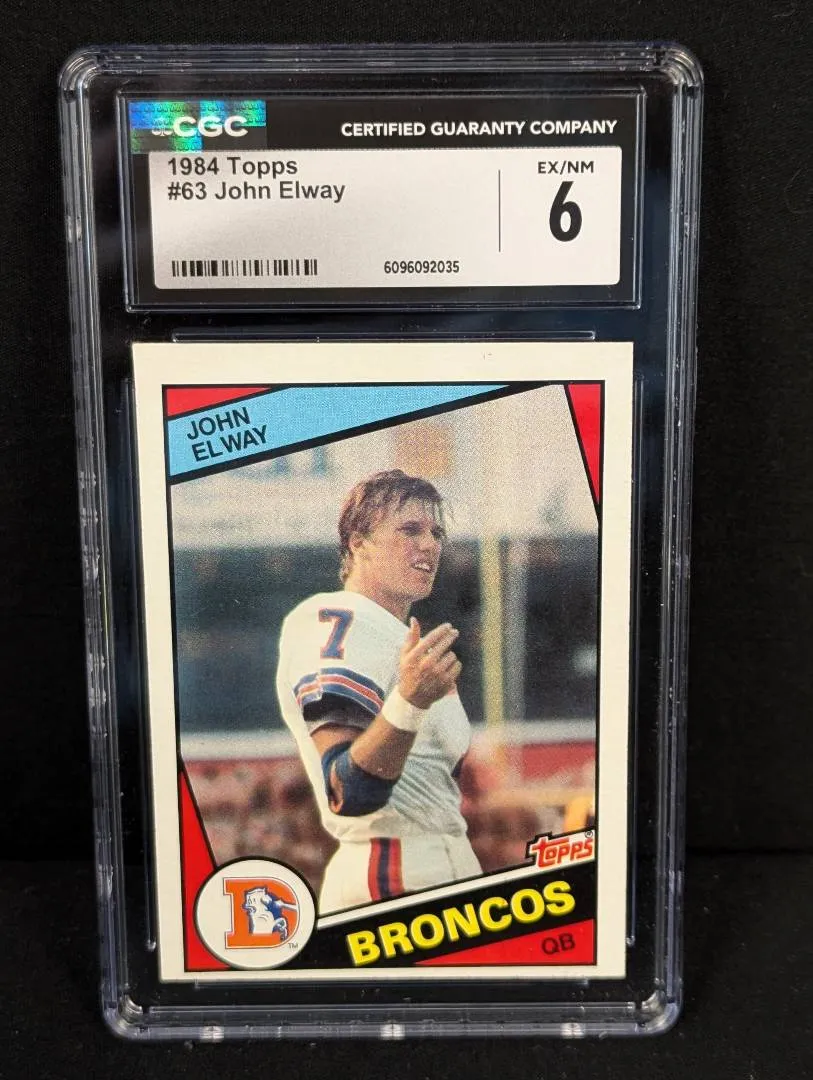 CGC
CERTIFIED GUARANTY COMPANY
1984 Topps
#63 John Elway
EX/NM
6
6096092035
JOHN
ELWAY
7
TOPPS®
D
TM
BRONCOS
QB